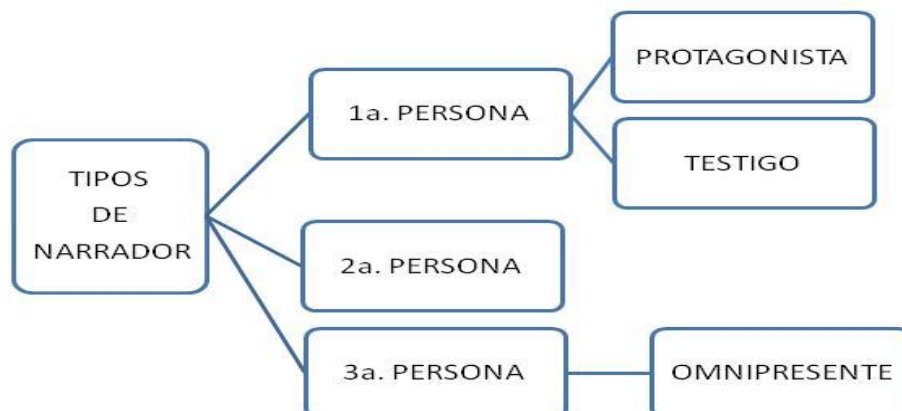 TIPOS
DE
NARRADOR
1a. PERSONA
PROTAGONISTA
TESTIGO
2a. PERSONA
3a. PERSONA
OMNIPRESENTE